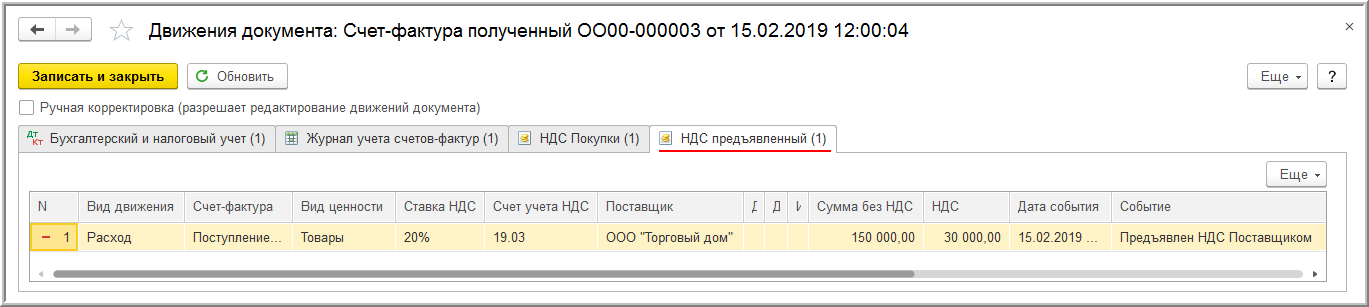 Движения документа: Счет-фактура полученный ОО00-000003 от 15.02.2019 12:00:04
Записать и закрыть Обновить Еще ?
Ручная корректировка (разрешает редактирование движений документа)
Дт Кт Бухгалтерский и налоговый учет (1) Журнал учета счетов-фактур (1) НДС Покупки (1) НДС предъявленный (1)
Еще
N Вид движения Счет-фактура Вид ценности Ставка НДС Счет учета НДС Поставщик Д Д И Сумма без НДС НДС Дата события Событие
1 Расход Поступление... Товары 20% 19.03 ООО "Торговый дом" 150 000,00 30 000,00 15.02.2019 ... Предъявлен НДС Поставщиком